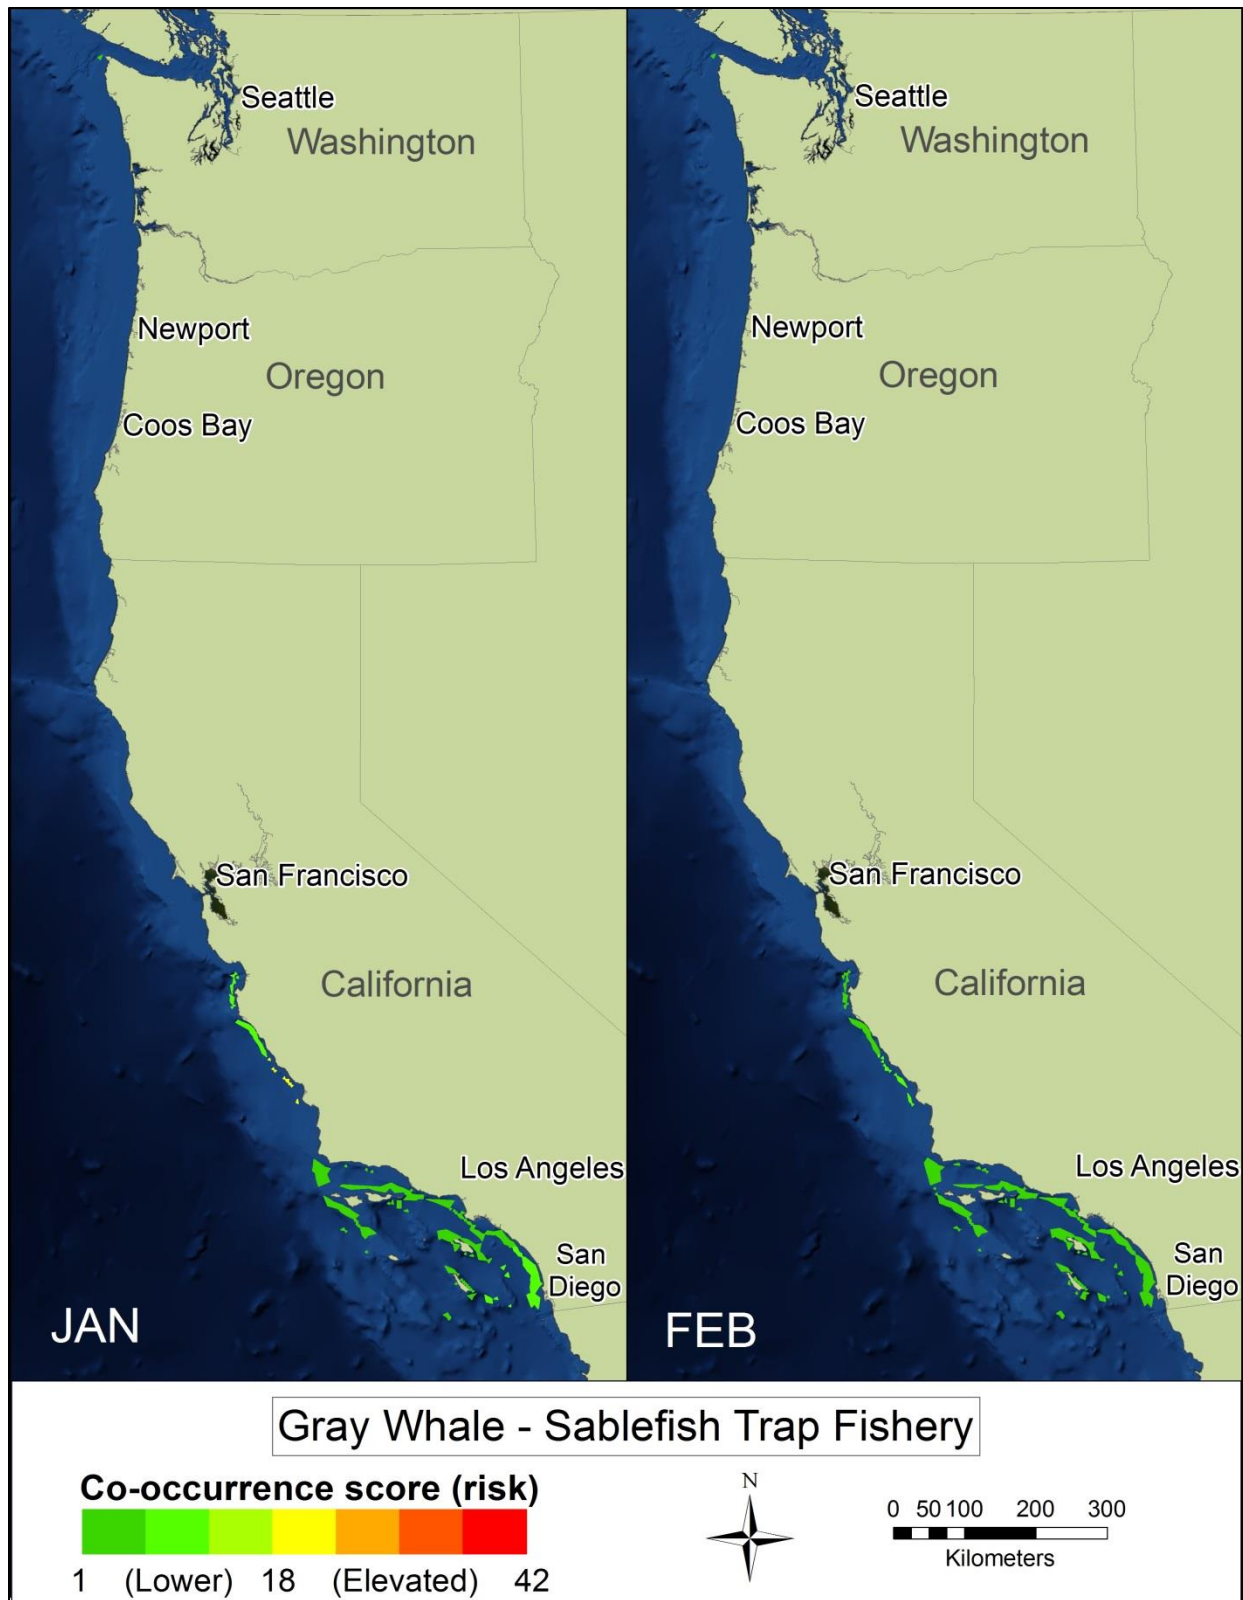 Seattle
Washington
Newport
Oregon
Coos Bay
San Francisco
California
Los Angeles
San
Diego
JAN
Seattle
Washington
Newport
Oregon
Coos Bay
San Francisco
California
Los Angeles
San
Diego
FEB
Gray Whale - Sablefish Trap Fishery
Co-occurrence score (risk)
1 (Lower) 18 (Elevated) 42
N
0 50 100 200 300
Kilometers